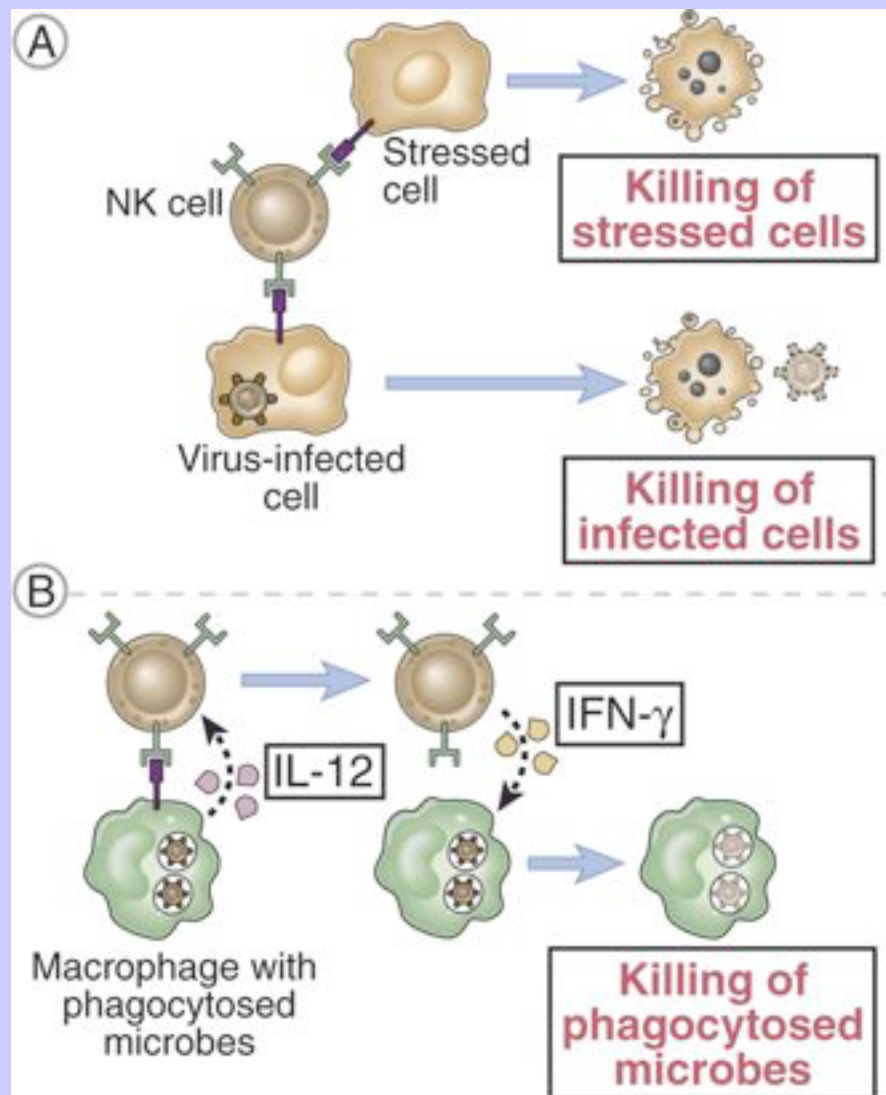 A
Stressed
cell
NK cell
Killing of
stressed cells
Virus-infected
cell
Killing of
infected cells
B
IL-12
IFN-γ
Macrophage with
phagocytosed
microbes
Killing of
phagocytosed
microbes